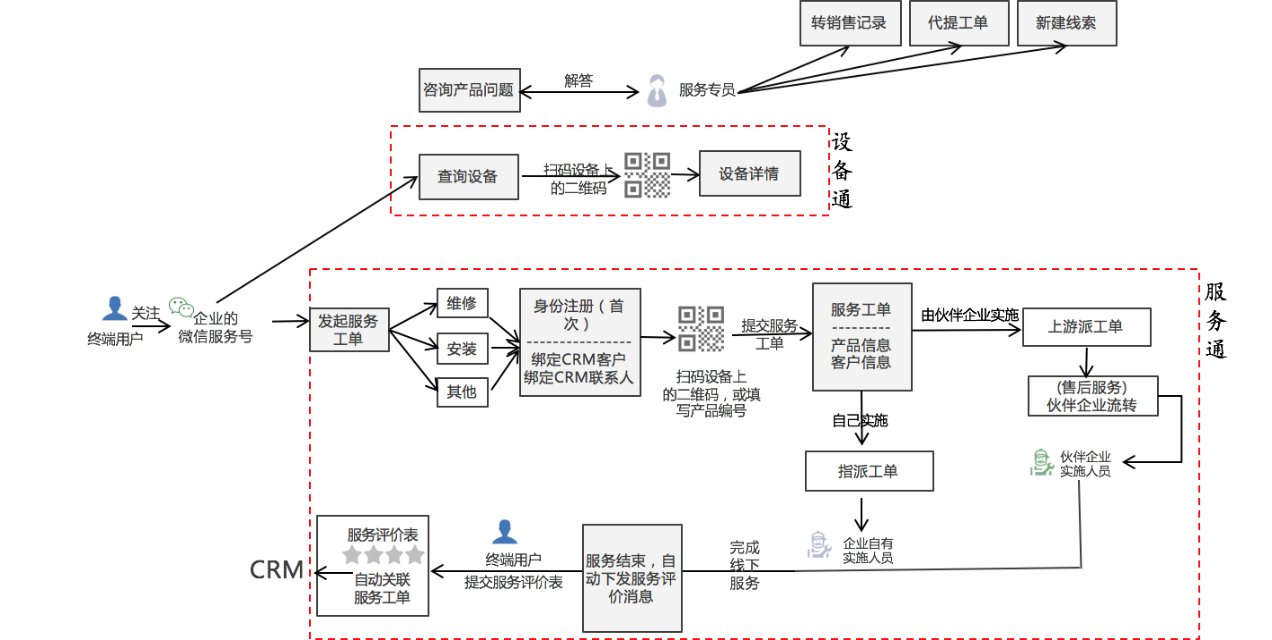 转销售记录
代提工单
新建线索
咨询产品问题
解答
服务专员
设备通
查询设备
扫码设备上
的二维码
设备详情
服务通
终端用户
关注
企业的
微信服务号
发起服务
工单
维修
安装
其他
身份注册（首
次）
绑定CRM客户
绑定CRM联系人
扫码设备上
的二维码，或填
写产品编号
提交服务
工单
服务工单
产品信息
客户信息
由伙伴企业实施
上游派工单
(售后服务)
伙伴企业流转
伙伴企业
实施人员
自己实施
指派工单
企业自有
实施人员
完成
线下
服务
服务结束，自
动下发服务评
价消息
终端用户
提交服务评价表
服务评价表
自动关联
服务工单
CRM